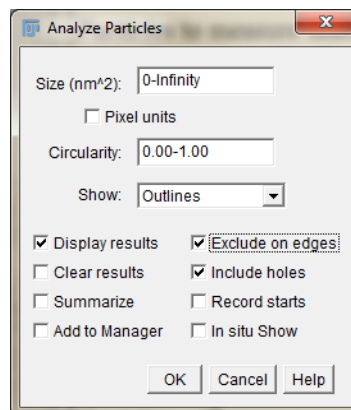 Analyze Particles
Size (nm^2): 0-Infinity
Pixel units
Circularity: 0.00-1.00
Show: Outlines
Display results Exclude on edges
Clear results Include holes
Summarize Record starts
Add to Manager In situ Show
OK Cancel Help